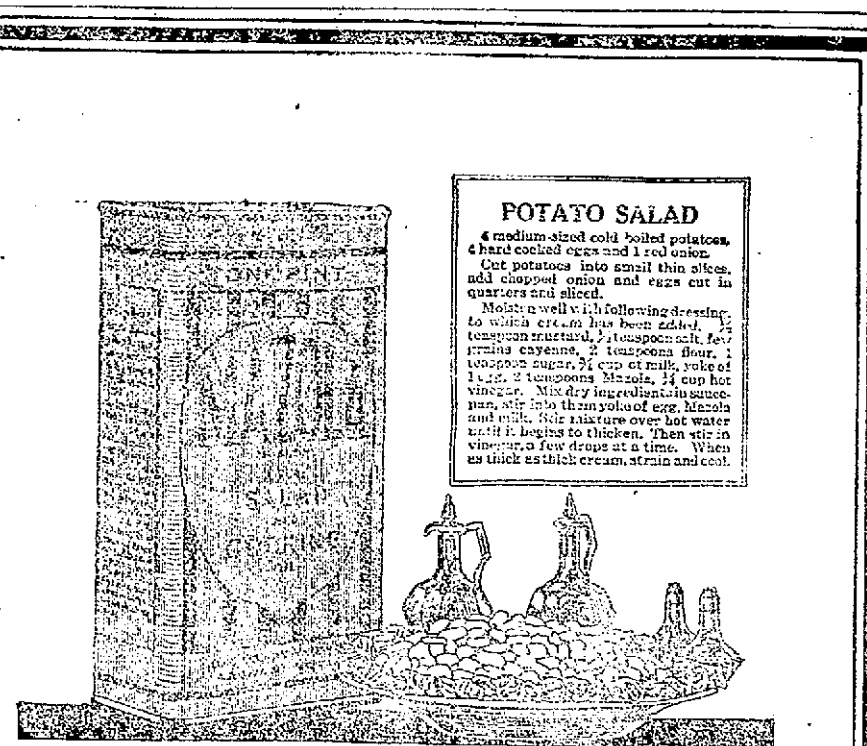 ONE PINT
POTATO SALAD
4 medium-sized cold boiled potatoes,
4 hard cooked eggs and 1 red onion.
Cut potatoes into small thin slices,
add chopped onion and eggs cut in
quarters and sliced.
Moisten well with following dressing,
to which cream has been added. ½
teaspoon mustard, teaspoon salt, few
grains cayenne, 2 teaspoons flour, 1
teaspoon sugar, cup of milk, yoke of
1 egg, 2 teaspoons Mazola, cup hot
vinegar. Mix dry ingredients in sauce-
pan, stir into them yoke of egg, Mazola
and milk. Stir mixture over hot water
until it begins to thicken. Then stir in
vinegar, a few drops at a time. When
as thick as thick cream, strain and cool.